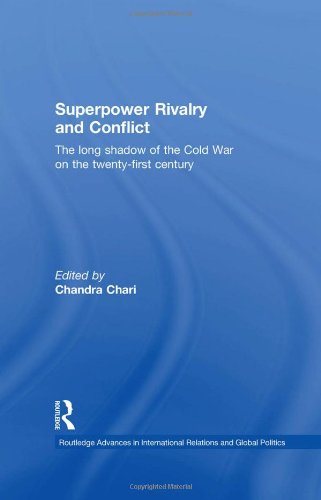 Superpower Rivalry
and Conflict
The long shadow of the Cold War
on the twenty-first century
Edited by
Chandra Chari
ROUTLEDGE
Routledge Advances in International Relations and Global Politics